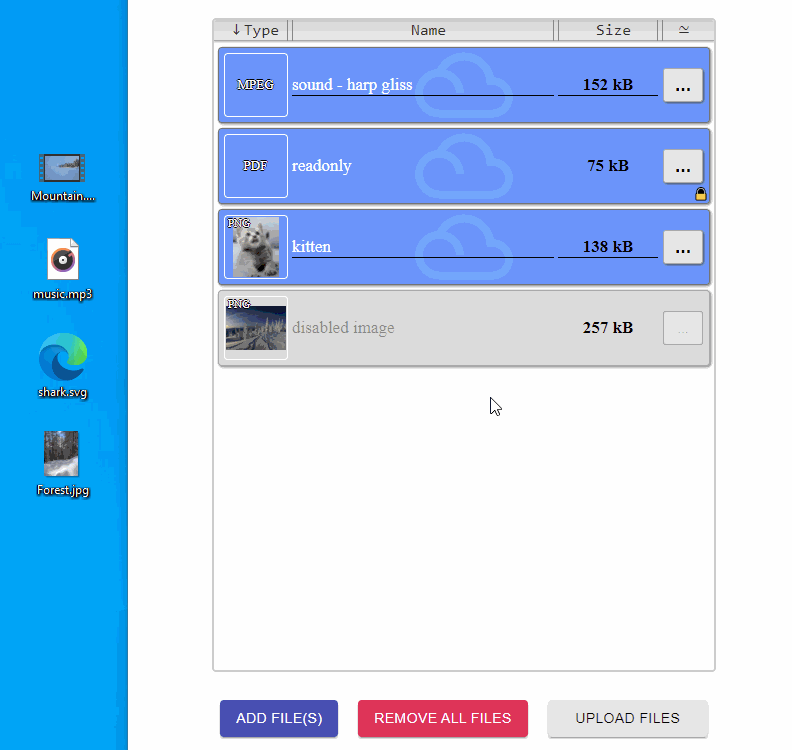 ↓Type Name Size ≃
MPEG sound - harp gliss 152 kB ...
PDF readonly 75 kB ...
PNG kitten 138 kB ...
PNG disabled image 257 kB ...
Mountain....
music.mp3
shark.svg
Forest.jpg
ADD FILE(S) REMOVE ALL FILES UPLOAD FILES